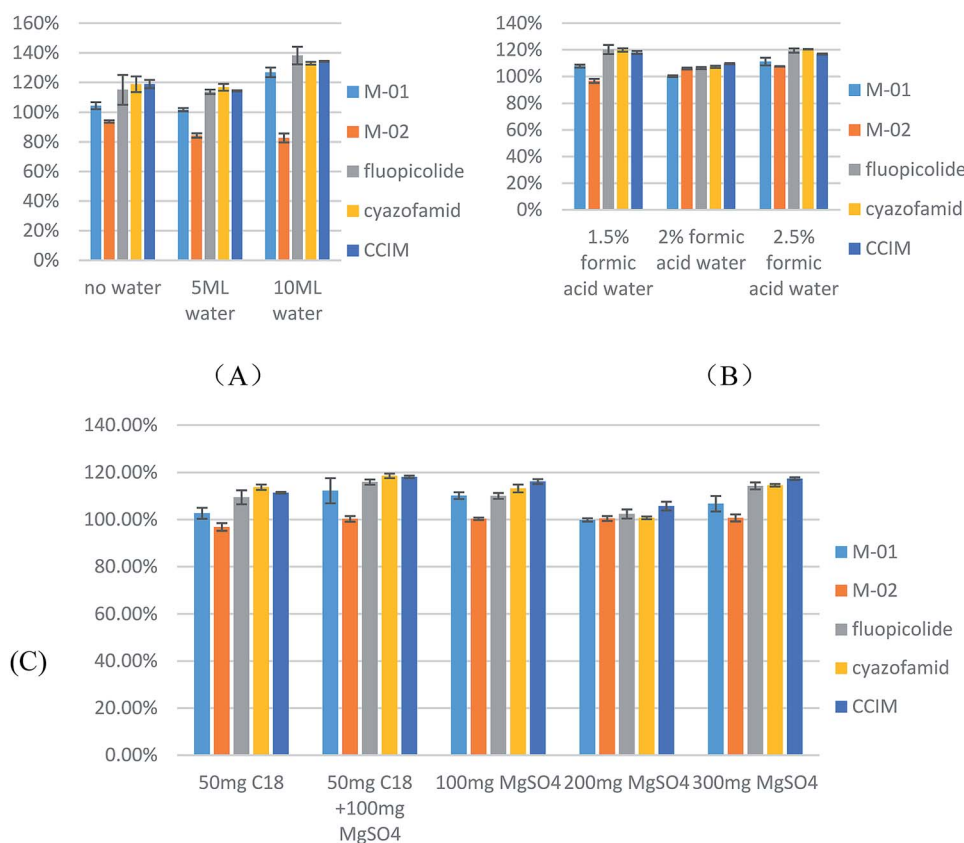 160%
140%
120%
100%
80%
60%
40%
20%
0%
no water
5ML
water
10ML
water
M-01
M-02
fluopicolide
cyazofamid
CCIM
(A)
140%
120%
100%
80%
60%
40%
20%
0%
1.5%
formic
acid water
2% formic
acid water
2.5%
formic
acid water
M-01
M-02
fluopicolide
cyazofamid
CCIM
(B)
(C)
140.00%
120.00%
100.00%
80.00%
60.00%
40.00%
20.00%
0.00%
50mg C18
50mg C18
+100mg
MgSO4
100mg MgSO4
200mg MgSO4
300mg MgSO4
M-01
M-02
fluopicolide
cyazofamid
CCIM